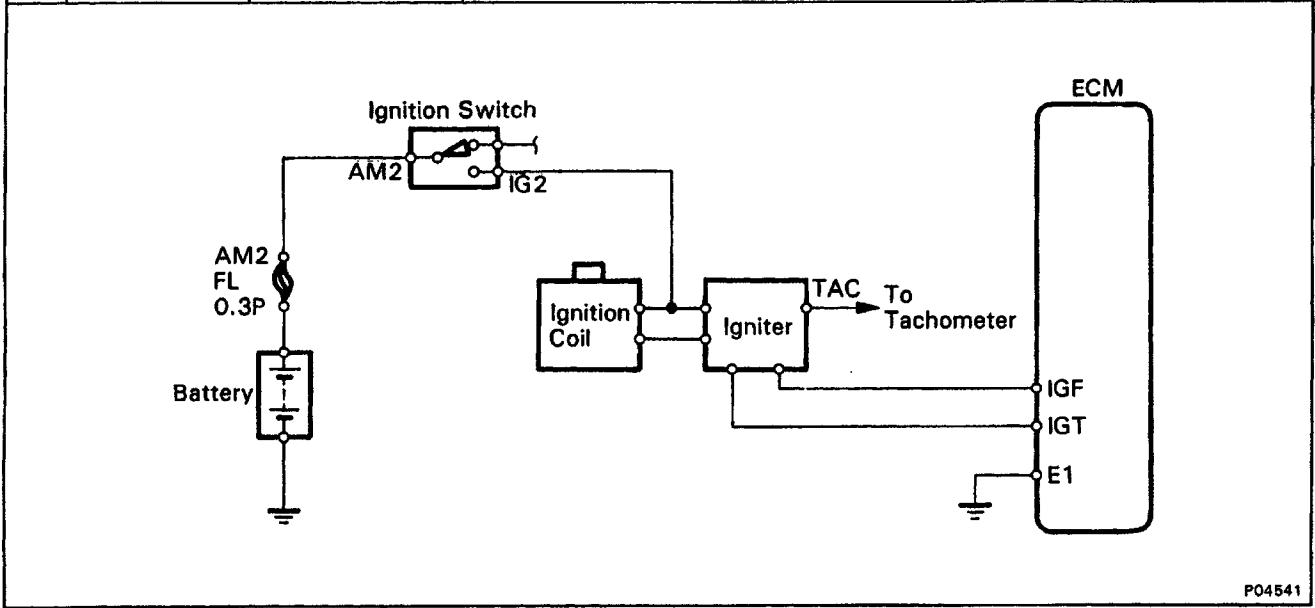 ECM
Ignition Switch
AM2
IG2
AM2
FL
0.3P
TAC
To
Tachometer
Ignition
Coil
Igniter
Battery
IGF
IGT
E1
P04541